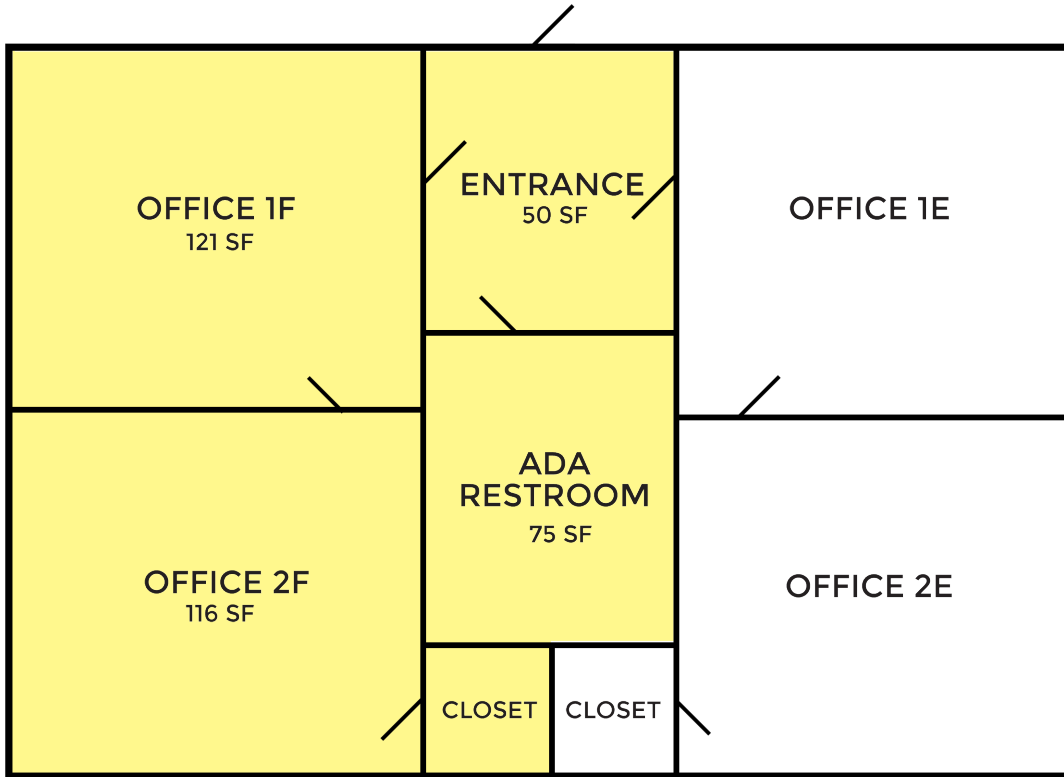 OFFICE 1F
121 SF
ENTRANCE
50 SF
OFFICE 1E
ADA
RESTROOM
75 SF
OFFICE 2F
116 SF
OFFICE 2E
CLOSET
CLOSET